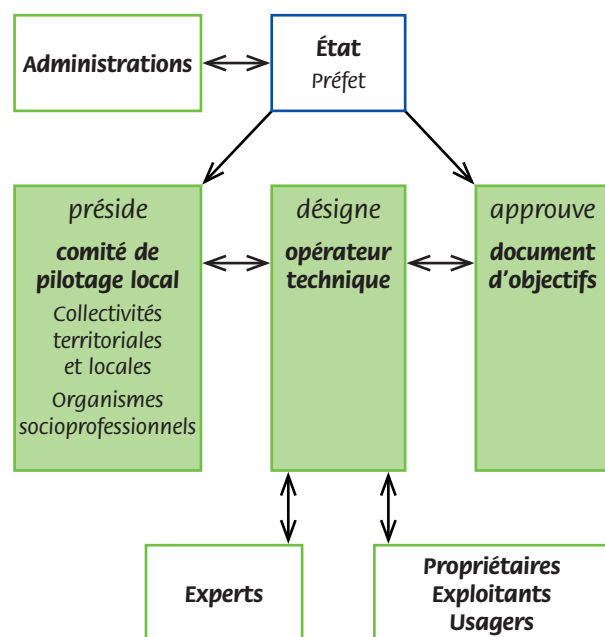 Administrations
État
Préfet
préside
comité de
pilotage local
Collectivités
territoriales
et locales
Organismes
socioprofessionnels
désigne
opérateur
technique
approuve
document
d'objectifs
Experts
Propriétaires
Exploitants
Usagers